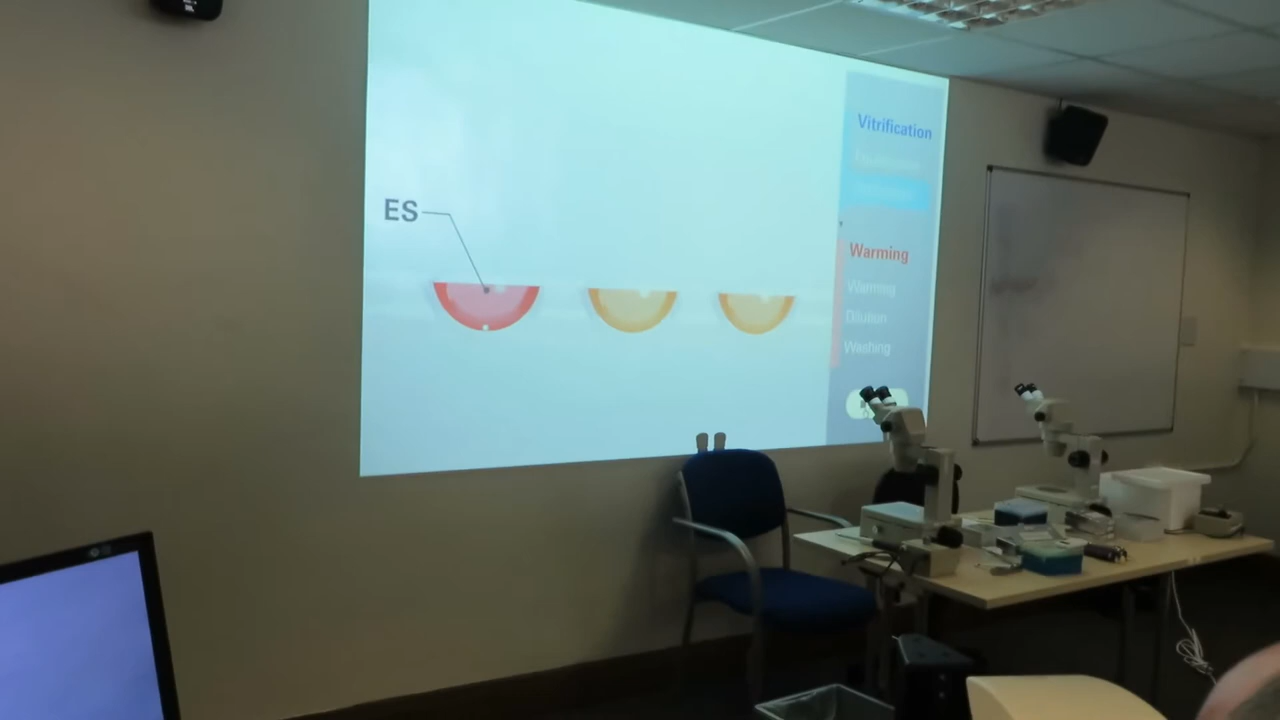 ES
Vitrification
Warming
Warming
Dilution
Washing